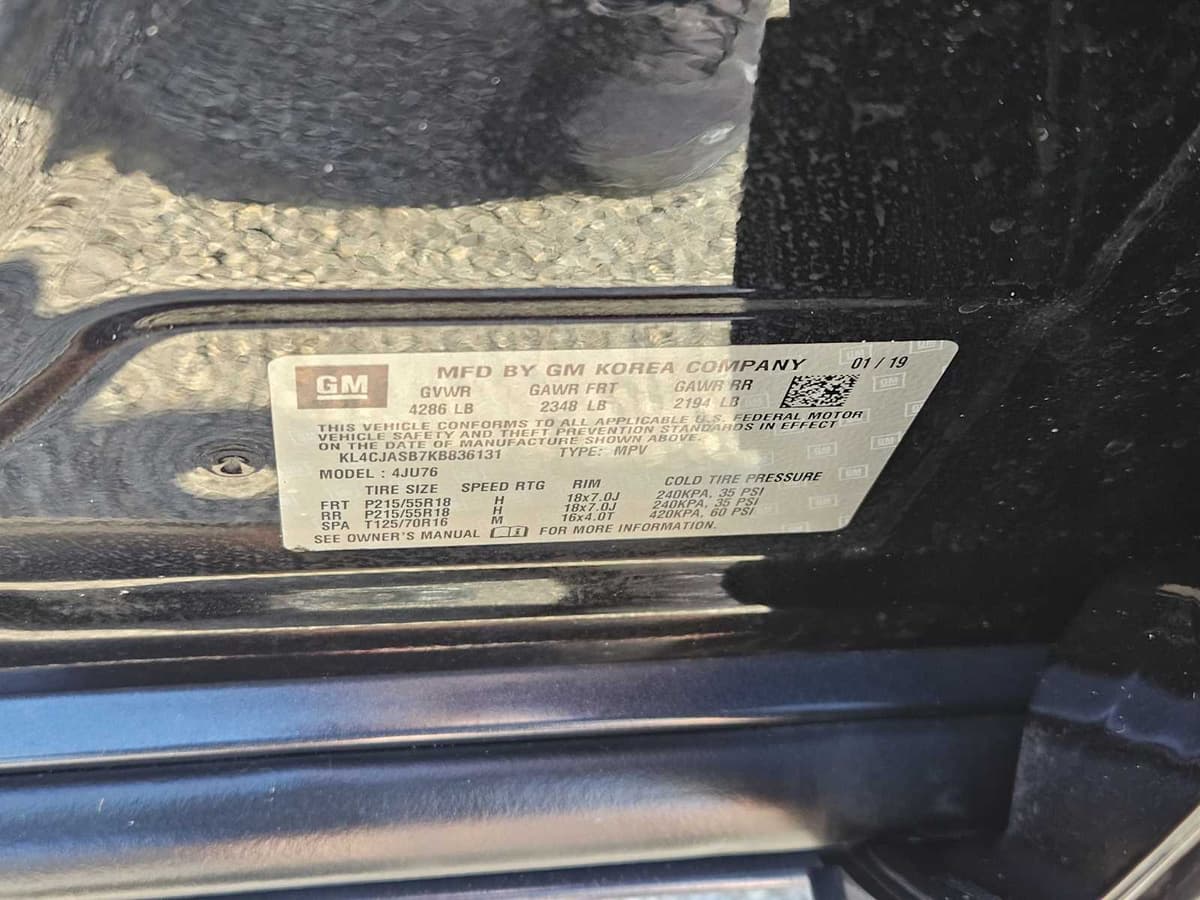 GM
MFD BY GM KOREA COMPANY 01 / 19
GVWR GAWR FRT GAWR RR
4286 LB 2348 LB 2194 LB
THIS VEHICLE CONFORMS TO ALL APPLICABLE U.S. FEDERAL MOTOR
VEHICLE SAFETY AND THEFT PREVENTION STANDARDS IN EFFECT
ON THE DATE OF MANUFACTURE SHOWN ABOVE.
KL4CJASB7KB836131 TYPE: MPV
MODEL : 4JU76
TIRE SIZE SPEED RTG RIM COLD TIRE PRESSURE
FRT P215/55R18 H 18x7.0J 240KPA, 35 PSI
RR P215/55R18 H 18x7.0J 240KPA, 35 PSI
SPA T125/70R16 M 16x4.0T 420KPA, 60 PSI
SEE OWNER'S MANUAL FOR MORE INFORMATION.